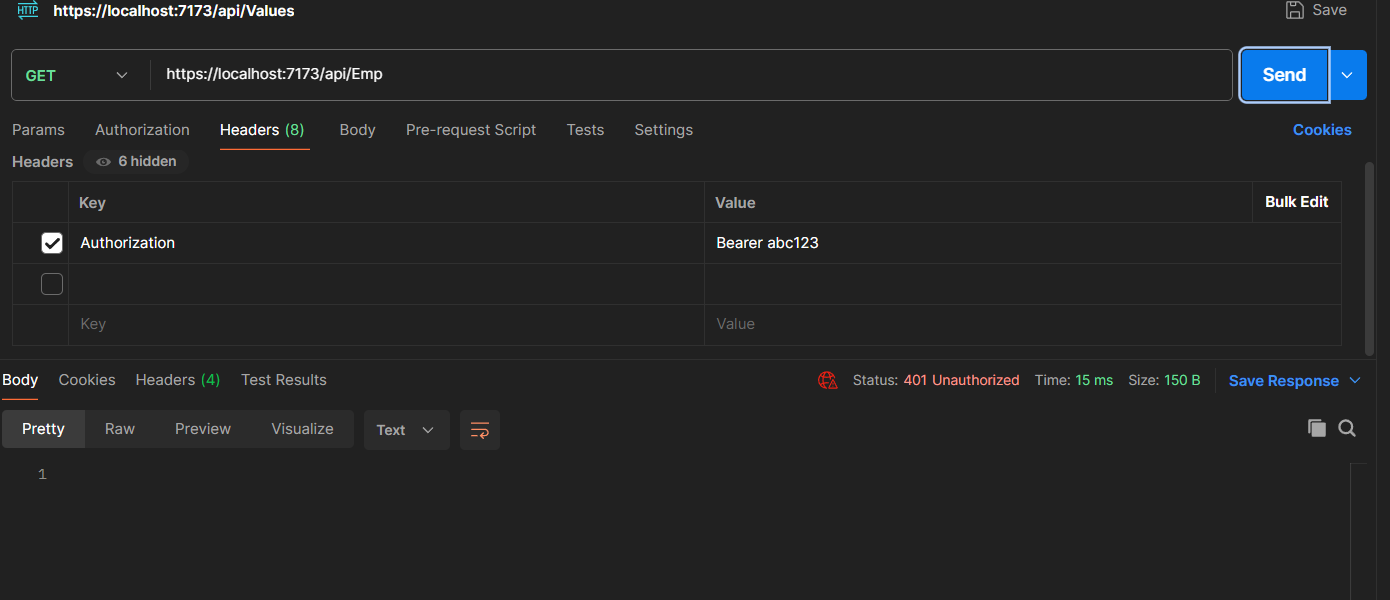 HTTP https://localhost:7173/api/Values Save
GET https://localhost:7173/api/Emp Send
Params Authorization Headers (8) Body Pre-request Script Tests Settings Cookies
Headers 6 hidden
Key Value Bulk Edit
Authorization Bearer abc123
Key Value
Body Cookies Headers (4) Test Results Status: 401 Unauthorized Time: 15 ms Size: 150 B Save Response
Pretty Raw Preview Visualize Text
1